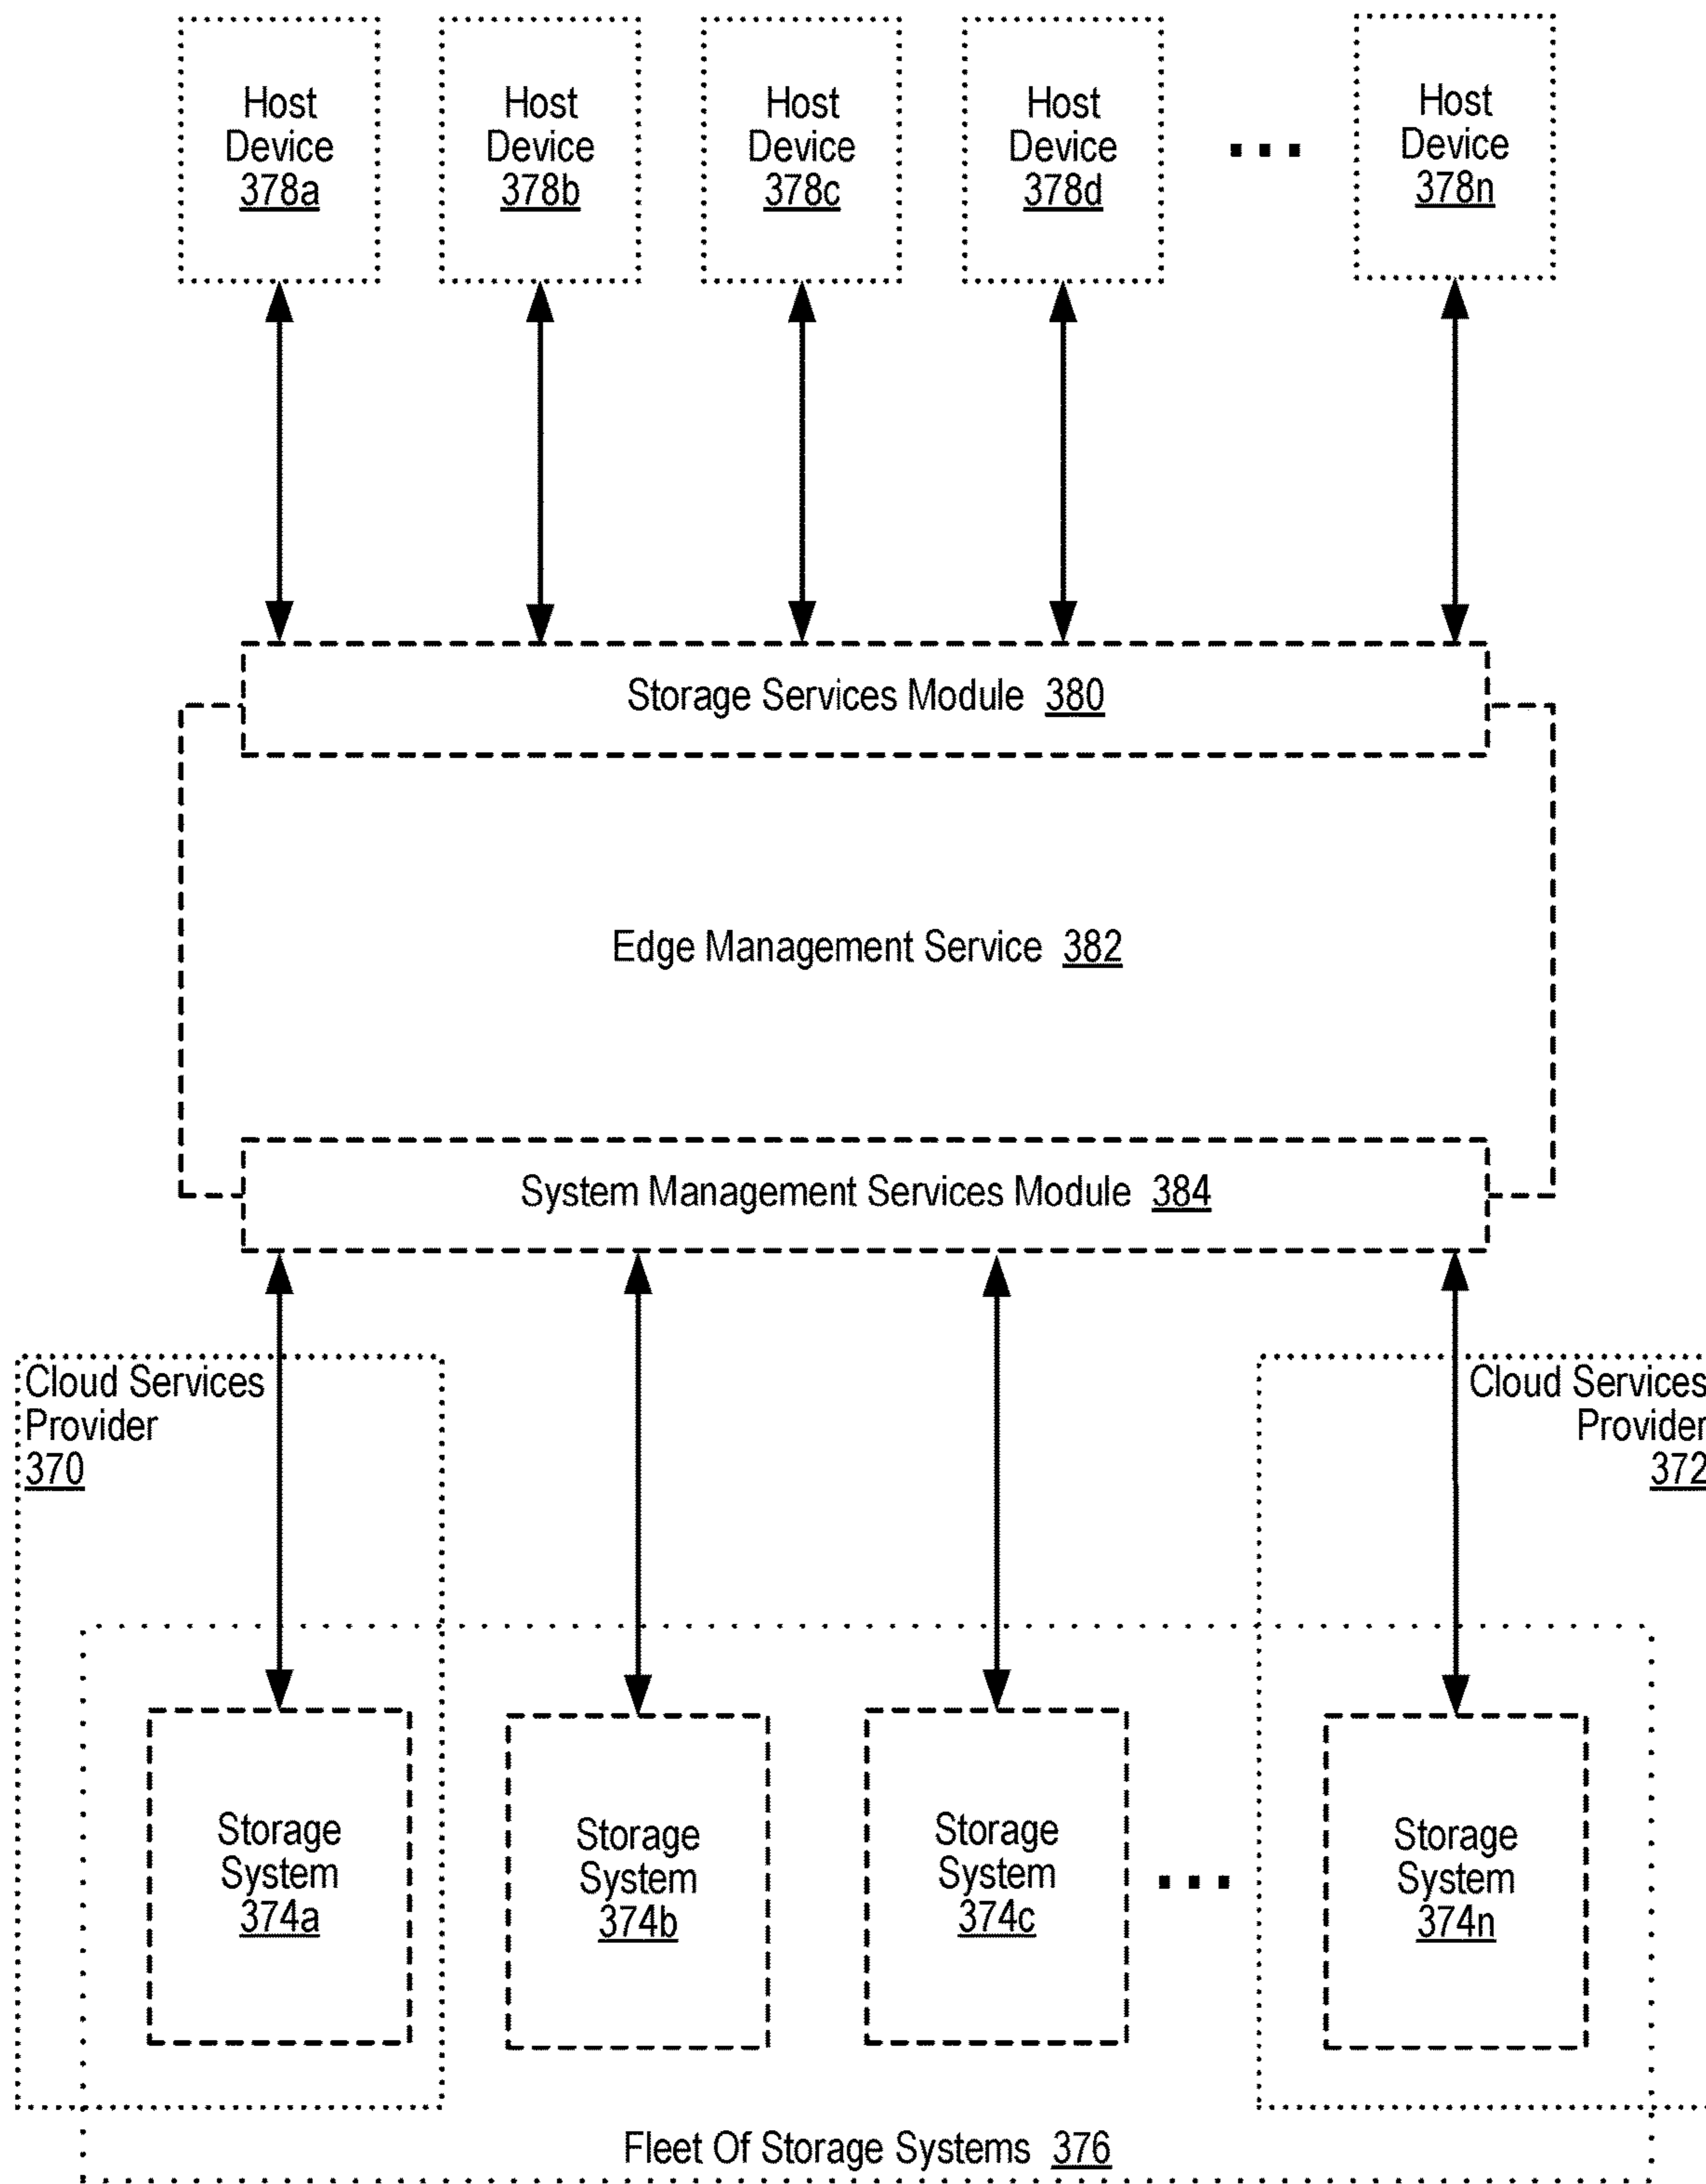 Host
Device
378a
Host
Device
378b
Host
Device
378c
Host
Device
378d
...
Host
Device
378n
Storage Services Module 380
Edge Management Service 382
System Management Services Module 384
Cloud Services
Provider
370
Cloud Services
Provider
372
Storage
System
374a
Storage
System
374b
Storage
System
374c
...
Storage
System
374n
Fleet Of Storage Systems 376